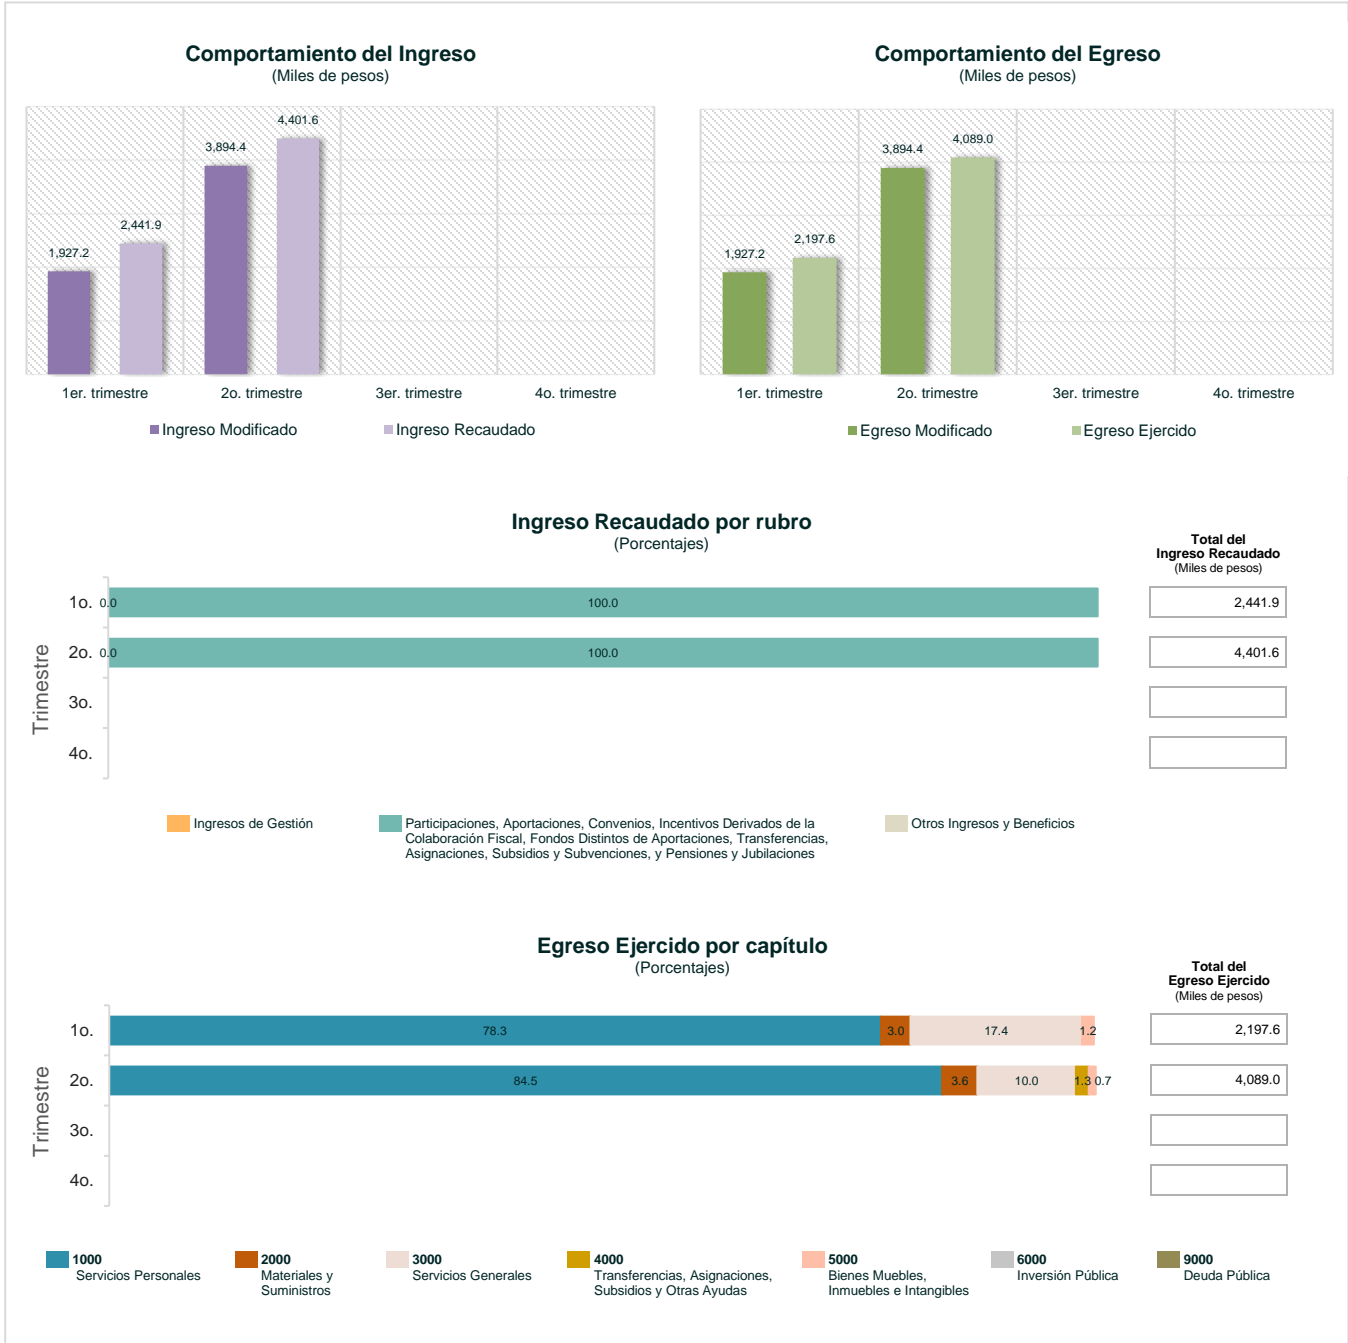 Comportamiento del Ingreso
(Miles de pesos)
4,401.6
3,894.4
2,441.9
1,927.2
1er. trimestre 2o. trimestre 3er. trimestre 4o. trimestre
Ingreso Modificado Ingreso Recaudado
Comportamiento del Egreso
(Miles de pesos)
4,089.0
3,894.4
2,197.6
1,927.2
1er. trimestre 2o. trimestre 3er. trimestre 4o. trimestre
Egreso Modificado Egreso Ejercido
Ingreso Recaudado por rubro
(Porcentajes)
Total del
Ingreso Recaudado
(Miles de pesos)
Trimestre
1o. 0.0 100.0 2,441.9
2o. 0.0 100.0 4,401.6
3o.
4o.
Ingresos de Gestión
Participaciones, Aportaciones, Convenios, Incentivos Derivados de la
Colaboración Fiscal, Fondos Distintos de Aportaciones, Transferencias,
Asignaciones, Subsidios y Subvenciones, y Pensiones y Jubilaciones
Otros Ingresos y Beneficios
Egreso Ejercido por capítulo
(Porcentajes)
Total del
Egreso Ejercido
(Miles de pesos)
Trimestre
1o. 78.3 3.0 17.4 1.2 2,197.6
2o. 84.5 3.6 10.0 1.3 0.7 4,089.0
3o.
4o.
1000
Servicios Personales
2000
Materiales y
Suministros
3000
Servicios Generales
4000
Transferencias, Asignaciones,
Subsidios y Otras Ayudas
5000
Bienes Muebles,
Inmuebles e Intangibles
6000
Inversión Pública
9000
Deuda Pública